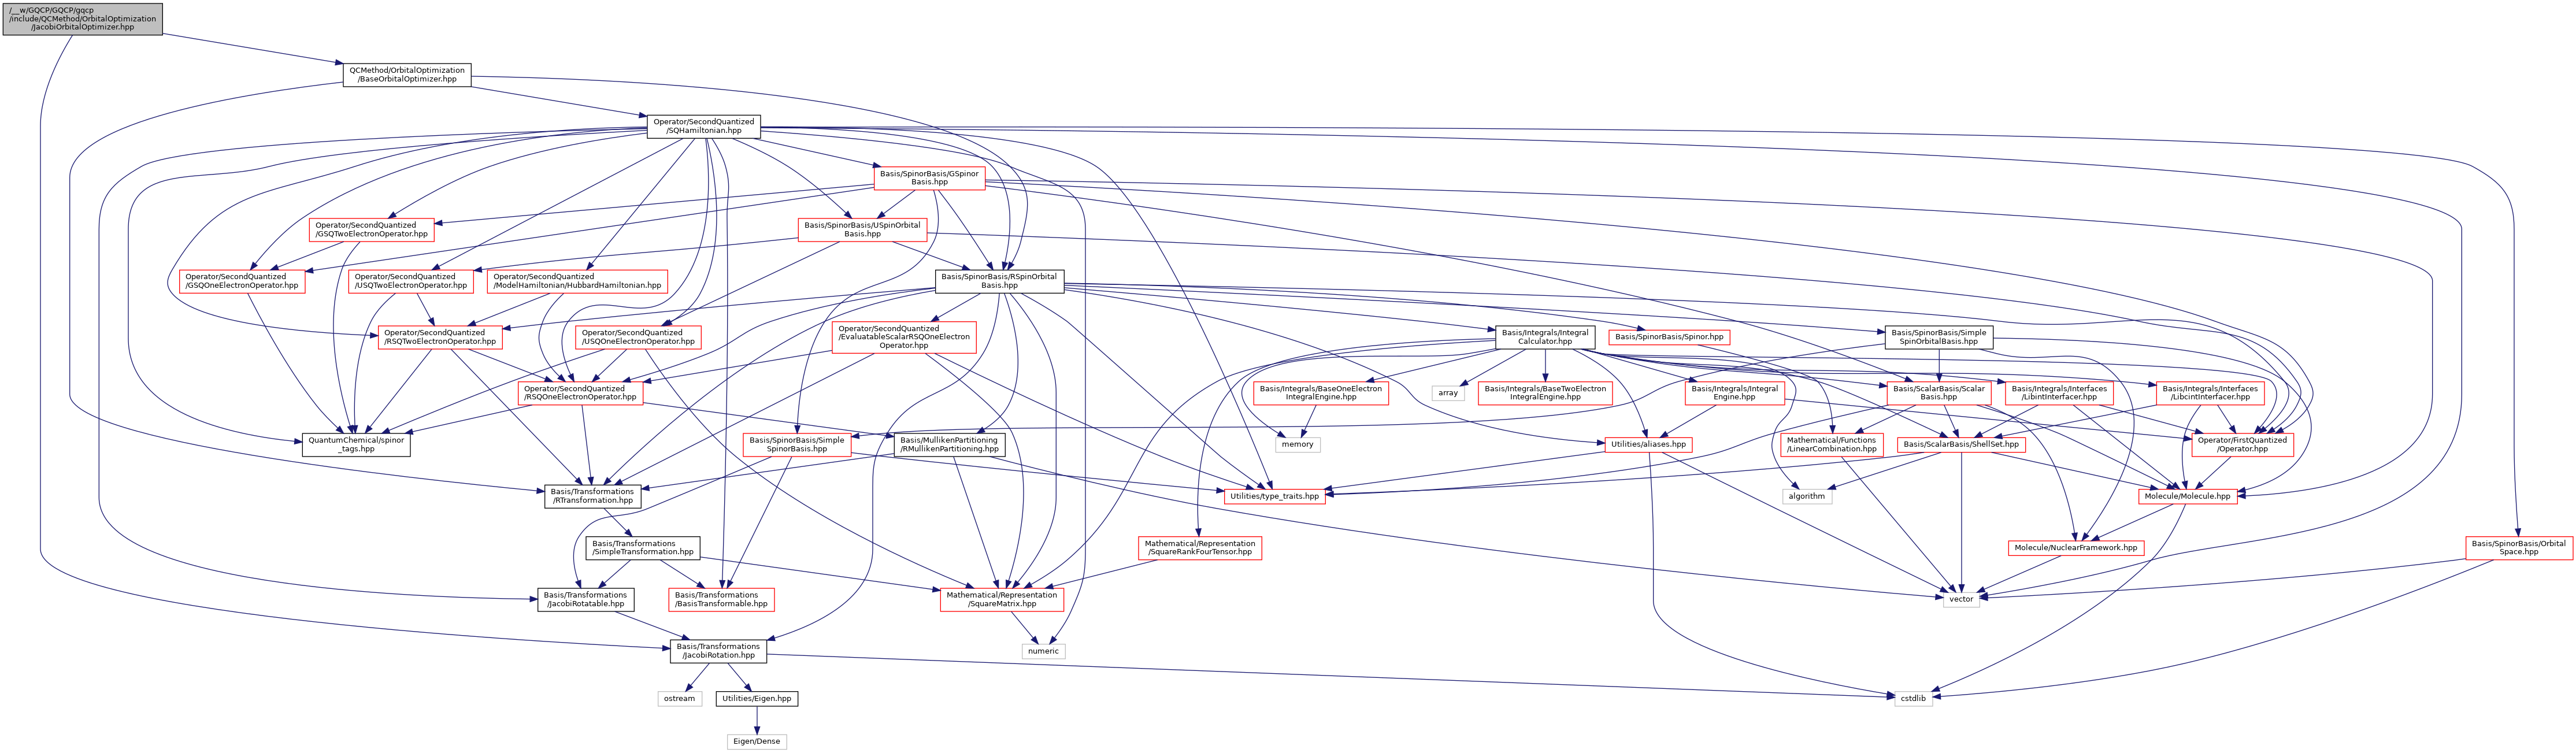 /__w/GQCP/GQCP/gqcp
/include/QCMethod/OrbitalOptimization
/JacobiOrbitalOptimizer.hpp
QCMethod/OrbitalOptimization
/BaseOrbitalOptimizer.hpp
Operator/SecondQuantized
/SQHamiltonian.hpp
Basis/SpinorBasis/GSpinor
Basis.hpp
Operator/SecondQuantized
/GSQTwoElectronOperator.hpp
Basis/SpinorBasis/USpinOrbital
Basis.hpp
Operator/SecondQuantized
/GSQOneElectronOperator.hpp
Operator/SecondQuantized
/USQTwoElectronOperator.hpp
Operator/SecondQuantized
/ModelHamiltonian/HubbardHamiltonian.hpp
Basis/SpinorBasis/RSpinOrbital
Basis.hpp
Operator/SecondQuantized
/RSQTwoElectronOperator.hpp
Operator/SecondQuantized
/USQOneElectronOperator.hpp
Operator/SecondQuantized
/EvaluatableScalarRSQOneElectron
Operator.hpp
Basis/Integrals/Integral
Calculator.hpp
Basis/SpinorBasis/Spinor.hpp
Basis/SpinorBasis/Simple
SpinOrbitalBasis.hpp
Operator/SecondQuantized
/RSQOneElectronOperator.hpp
Basis/Integrals/BaseOneElectron
IntegralEngine.hpp
array
Basis/Integrals/BaseTwoElectron
IntegralEngine.hpp
Basis/Integrals/Integral
Engine.hpp
Basis/ScalarBasis/Scalar
Basis.hpp
Basis/Integrals/Interfaces
/LibintInterfacer.hpp
Basis/Integrals/Interfaces
/LibcintInterfacer.hpp
QuantumChemical/spinor
_tags.hpp
Basis/SpinorBasis/Simple
SpinorBasis.hpp
Basis/MullikenPartitioning
/RMullikenPartitioning.hpp
memory
Utilities/aliases.hpp
Mathematical/Functions
/LinearCombination.hpp
Basis/ScalarBasis/ShellSet.hpp
Operator/FirstQuantized
/Operator.hpp
Basis/Transformations
/RTransformation.hpp
Utilities/type_traits.hpp
algorithm
Molecule/Molecule.hpp
Basis/Transformations
/SimpleTransformation.hpp
Mathematical/Representation
/SquareRankFourTensor.hpp
Molecule/NuclearFramework.hpp
Basis/SpinorBasis/Orbital
Space.hpp
Basis/Transformations
/JacobiRotatable.hpp
Basis/Transformations
/BasisTransformable.hpp
Mathematical/Representation
/SquareMatrix.hpp
vector
Basis/Transformations
/JacobiRotation.hpp
numeric
ostream
Utilities/Eigen.hpp
cstdlib
Eigen/Dense